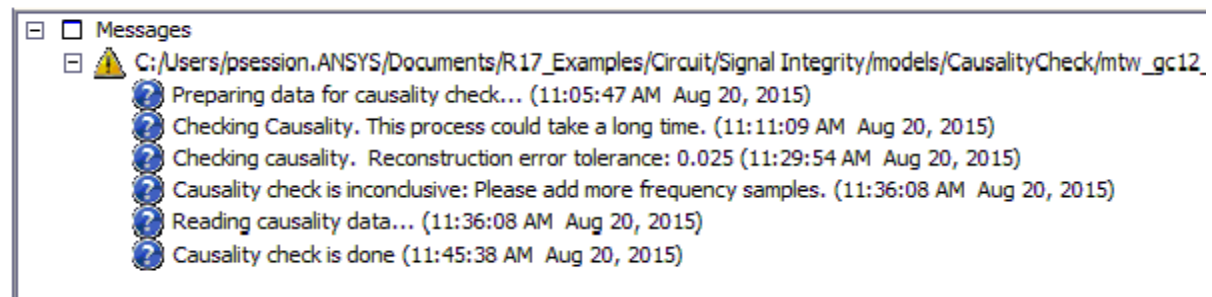 Messages
C:/Users/psession.ANSYS/Documents/R17_Examples/Circuit/Signal Integrity/models/CausalityCheck/mtw_gc12_
Preparing data for causality check... (11:05:47 AM  Aug 20, 2015)
Checking Causality. This process could take a long time. (11:11:09 AM  Aug 20, 2015)
Checking causality.  Reconstruction error tolerance: 0.025 (11:29:54 AM  Aug 20, 2015)
Causality check is inconclusive: Please add more frequency samples. (11:36:08 AM  Aug 20, 2015)
Reading causality data... (11:36:08 AM  Aug 20, 2015)
Causality check is done (11:45:38 AM  Aug 20, 2015)